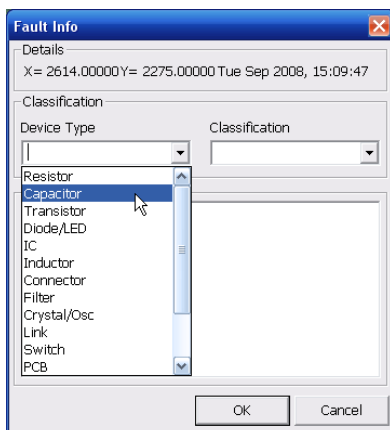 Fault Info
Details
X= 2614.00000Y= 2275.00000 Tue Sep 2008, 15:09:47
Classification
Device Type Classification
Resistor
Capacitor
Transistor
Diode/LED
IC
Inductor
Connector
Filter
Crystal/Osc
Link
Switch
PCB
OK Cancel